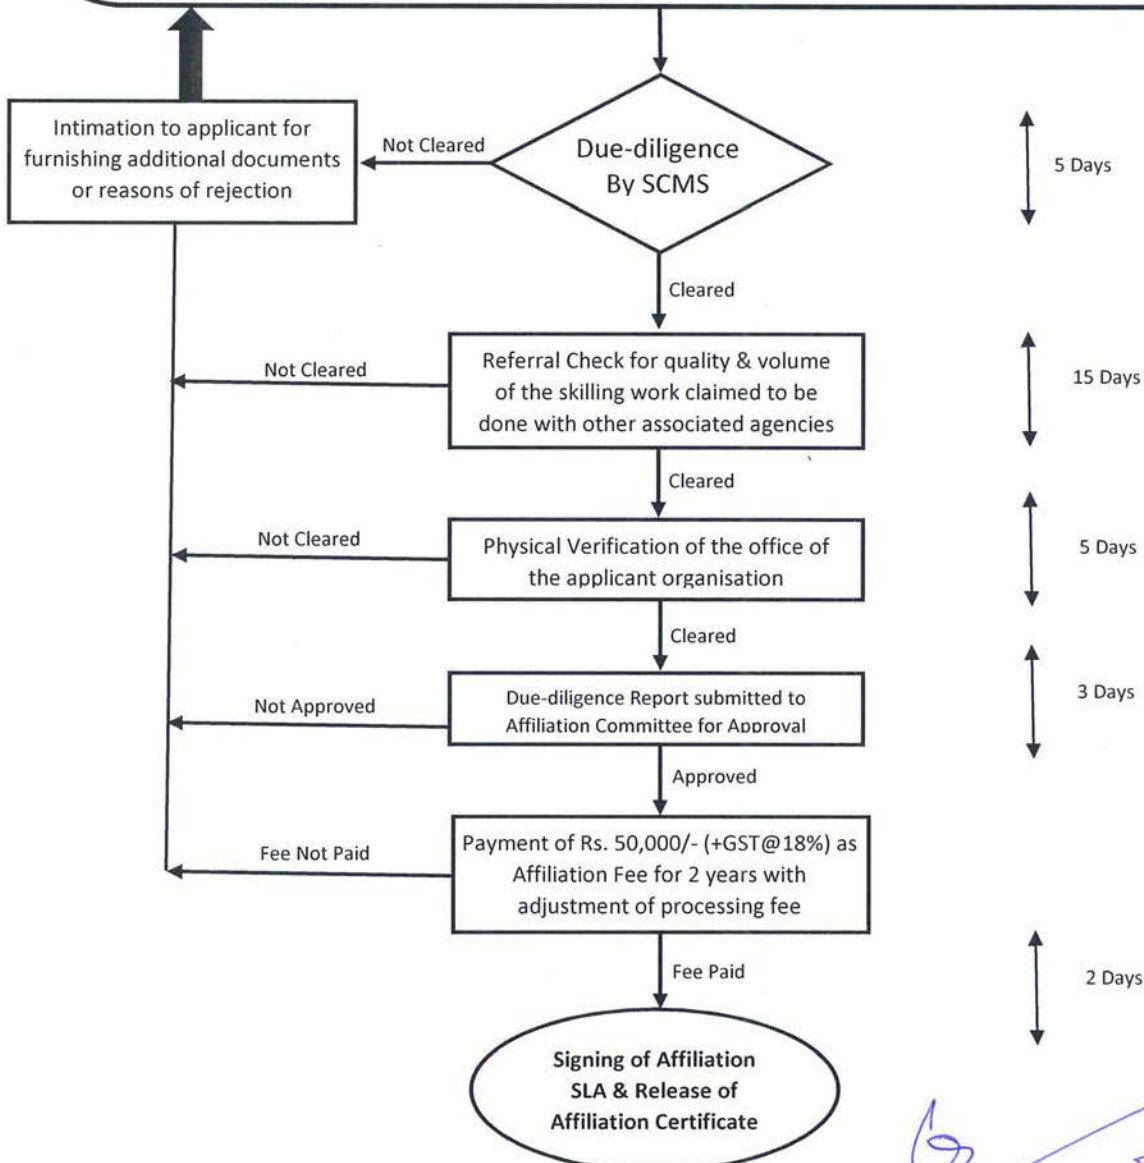 Intimation to applicant for
furnishing additional documents
or reasons of rejection
Not Cleared
Due-diligence
By SCMS
5 Days
Cleared
Not Cleared
Referral Check for quality & volume
of the skilling work claimed to be
done with other associated agencies
15 Days
Cleared
Not Cleared
Physical Verification of the office of
the applicant organisation
5 Days
Cleared
Not Approved
Due-diligence Report submitted to
Affiliation Committee for Approval
3 Days
Approved
Fee Not Paid
Payment of Rs. 50,000/- (+GST@18%) as
Affiliation Fee for 2 years with
adjustment of processing fee
Fee Paid
2 Days
Signing of Affiliation
SLA & Release of
Affiliation Certificate